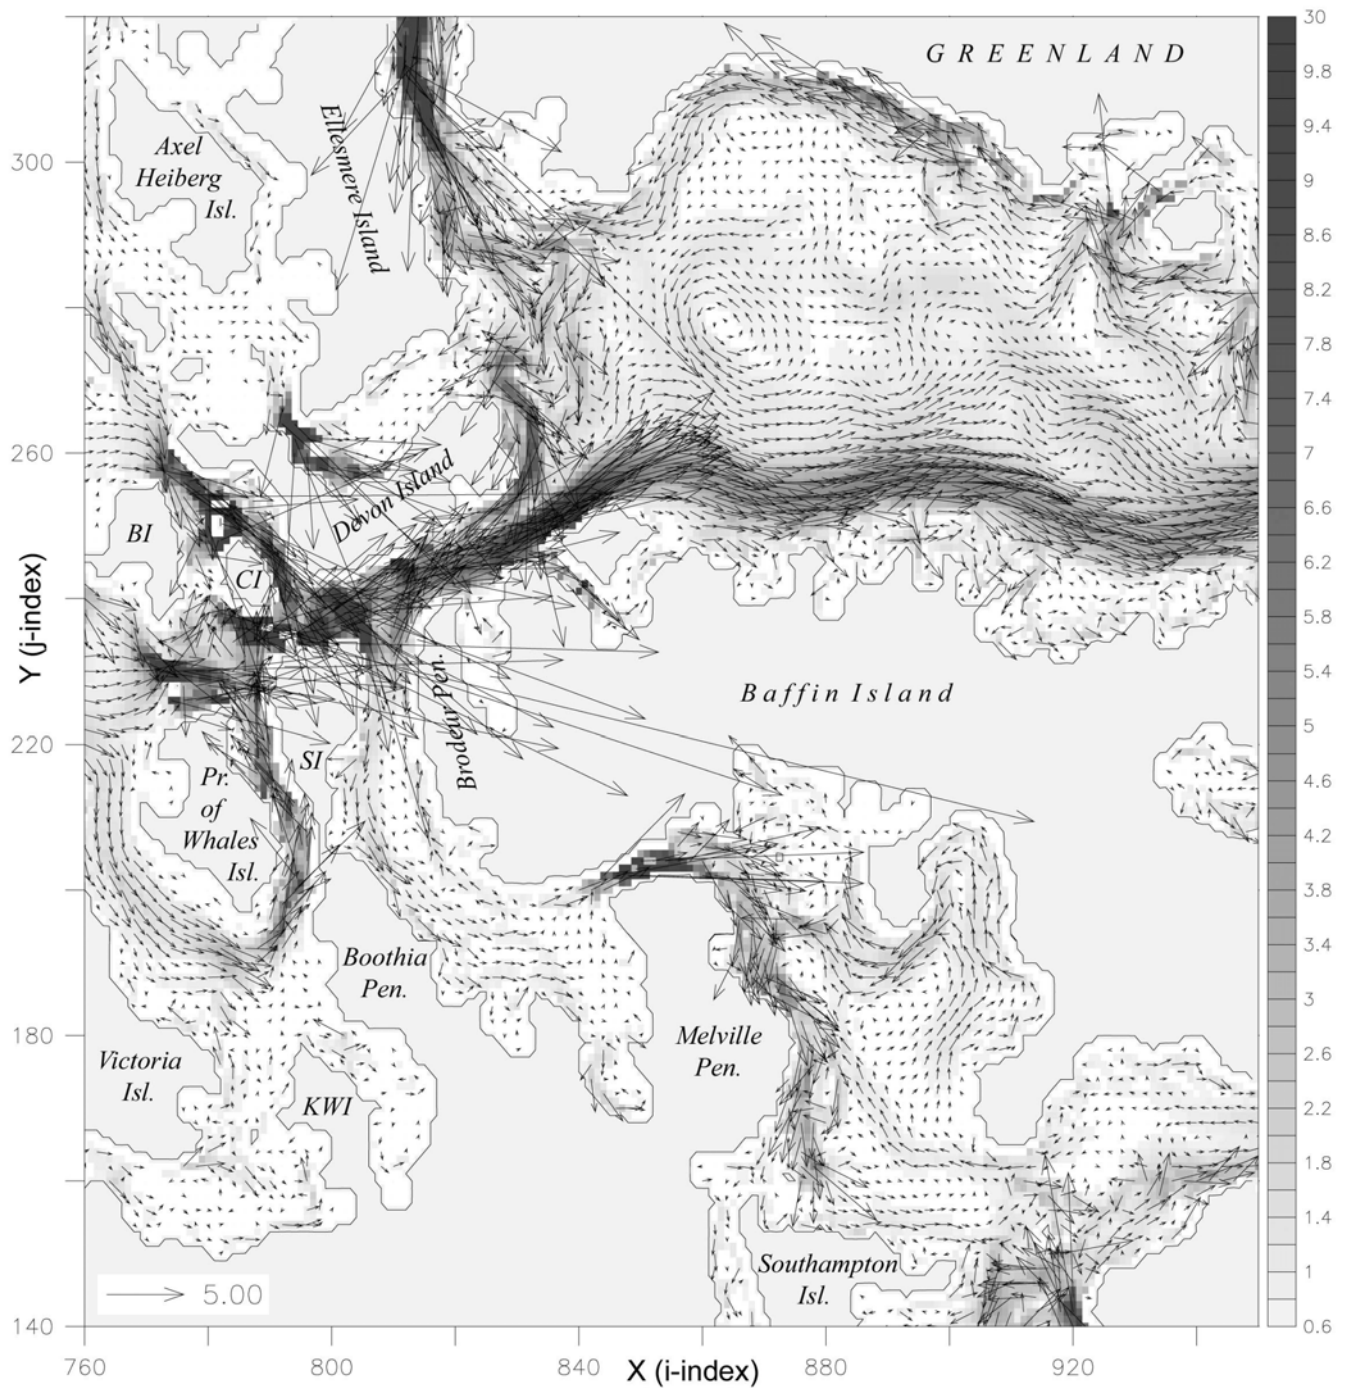 GREENLAND
Axel
Heiberg
Isl.
Ellesmere Island
Devon Island
BI
CI
Baffin Island
Brodeur Pen.
SI
Pr.
of
Whales
Isl.
Boothia
Pen.
Victoria
Isl.
KWI
Melville
Pen.
Southampton
Isl.
5.00
Y (j-index)
300
260
220
180
140
760
800
840
880
920
X (i-index)
30
9.8
9.4
9
8.6
8.2
7.8
7.4
7
6.6
6.2
5.8
5.4
5
4.6
4.2
3.8
3.4
3
2.6
2.2
1.8
1.4
1
0.6